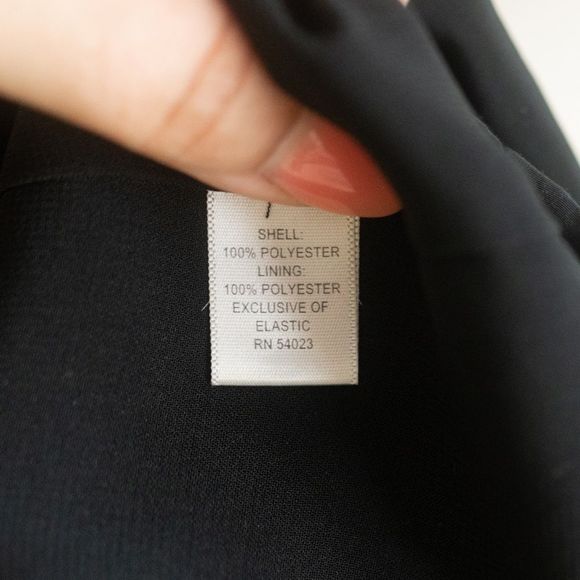 SHELL:
100% POLYESTER
LINING:
100% POLYESTER
EXCLUSIVE OF
ELASTIC
RN 54023